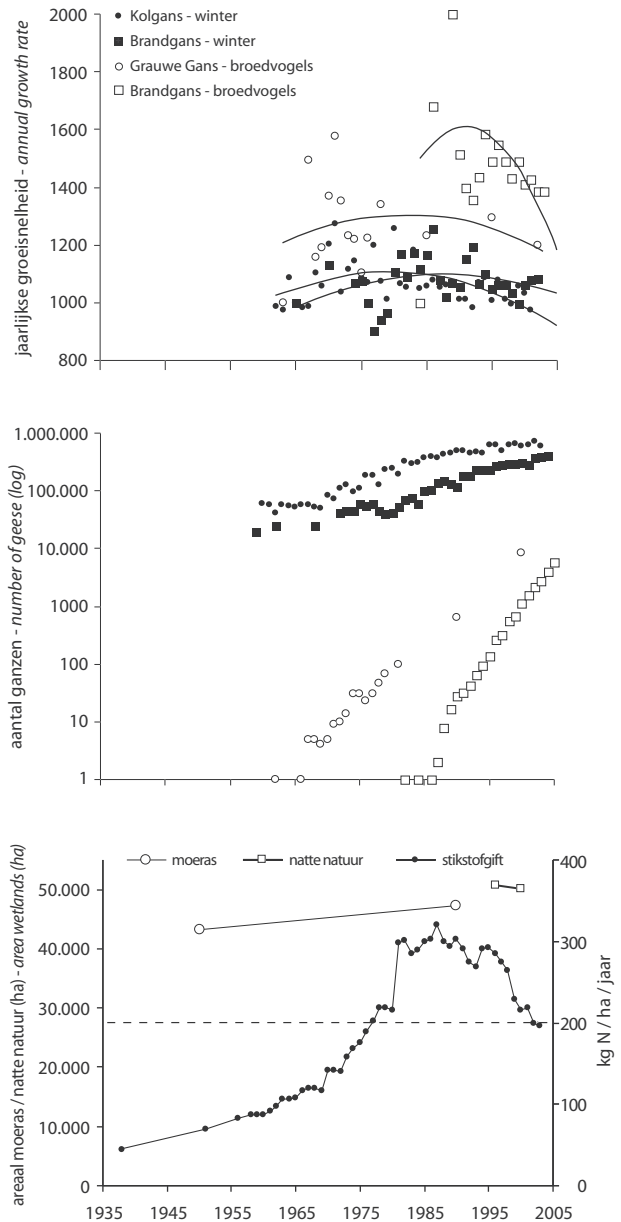 2000
1800
1600
1400
1200
1000
800
jaarlijkse groeisnelheid - annual growth rate
Kolgans - winter
Brandgans - winter
Grauwe Gans - broedvogels
Brandgans - broedvogels
1.000.000
100.000
10.000
1000
100
10
1
aantal ganzen - number of geese (log)
moeras
natte natuur
stikstofgift
50.000
40.000
30.000
20.000
10.000
0
areaal moeras / natte natuur (ha) - area wetlands (ha)
400
300
200
100
0
kg N / ha / jaar
1935 1945 1955 1965 1975 1985 1995 2005